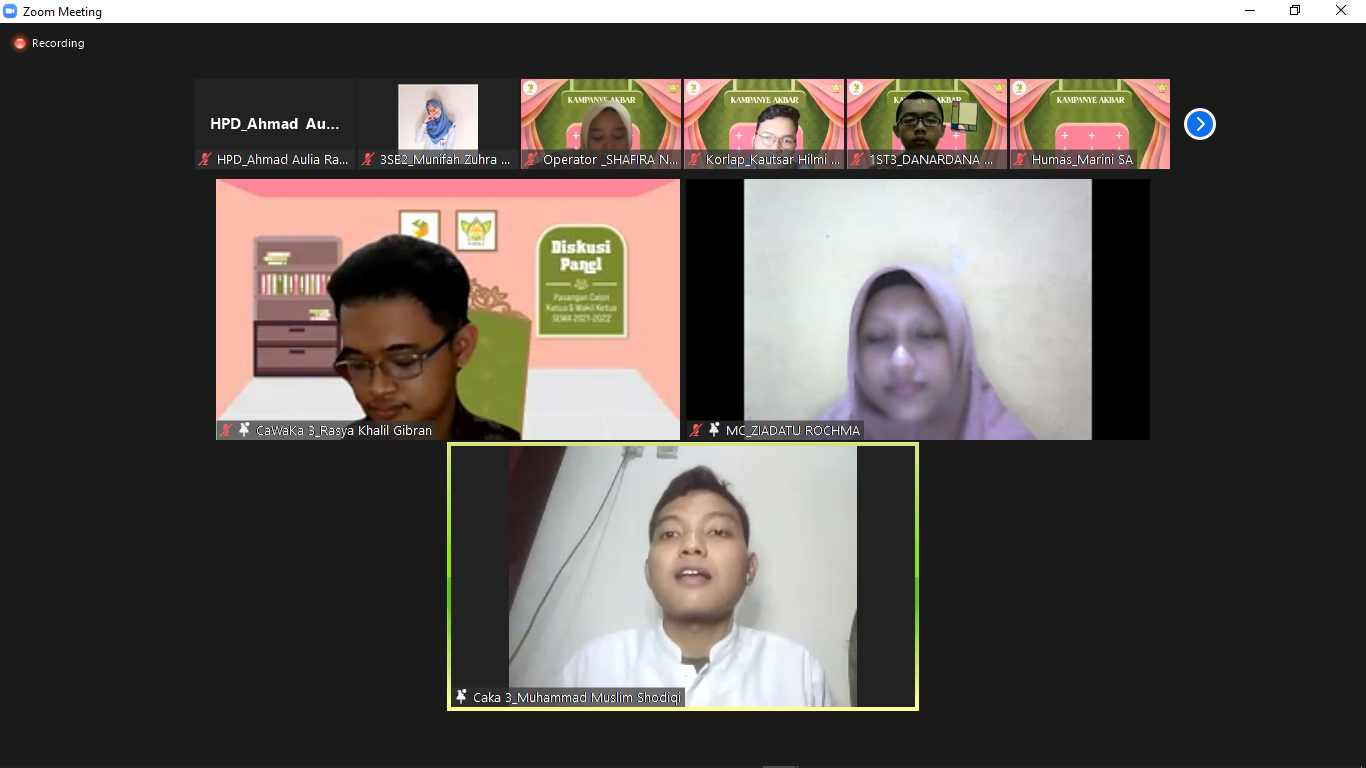 Zoom Meeting
Recording
HPD_Ahmad Au...
HPD_Ahmad Aulia Ra...
3SE2_Munifah Zuhra ...
KAMPANYE AKBAR
Operator _SHAFIRA N...
KAMPANYE AKBAR
Korlap_Kautsar Hilmi ...
KAMPANYE AKBAR
1ST3_DANARDANA ...
KAMPANYE AKBAR
Humas_Marini SA
Diskusi
Panel
Pasangan Calon
Ketua & Wakil Ketua
SEMA 2021-2022
CaWaKa 3_Rasya Khalil Gibran
MC_ZIADATU ROCHMA
Caka 3_Muhammad Muslim Shodiqi